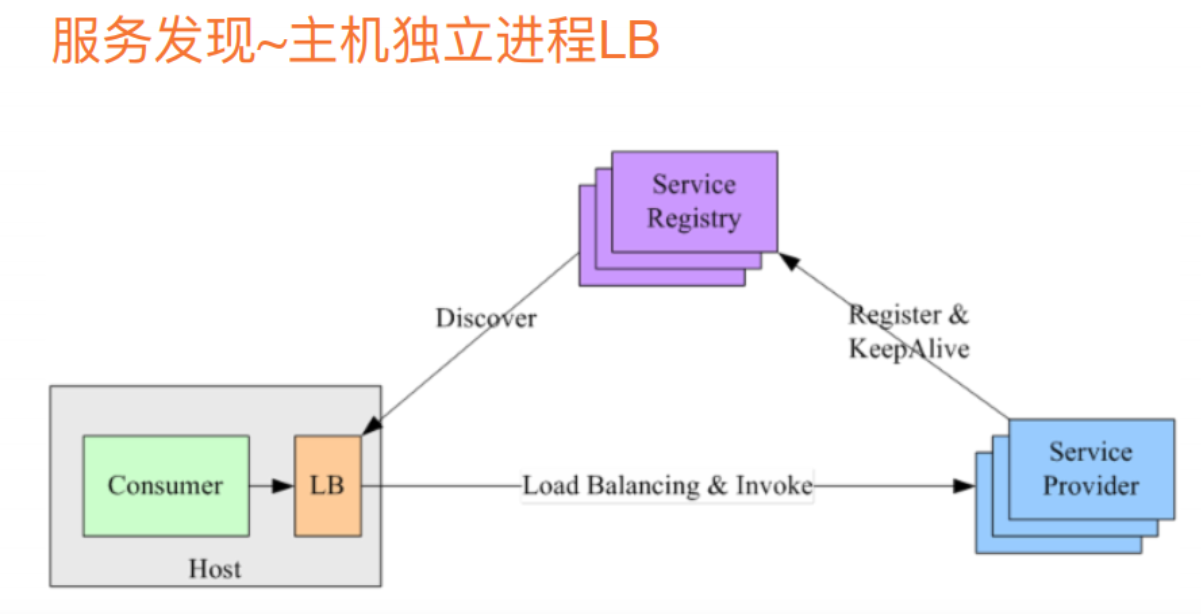 服务发现~主机独立进程LB
Service
Registry
Discover
Register &
KeepAlive
Consumer
LB
Load Balancing & Invoke
Service
Provider
Host